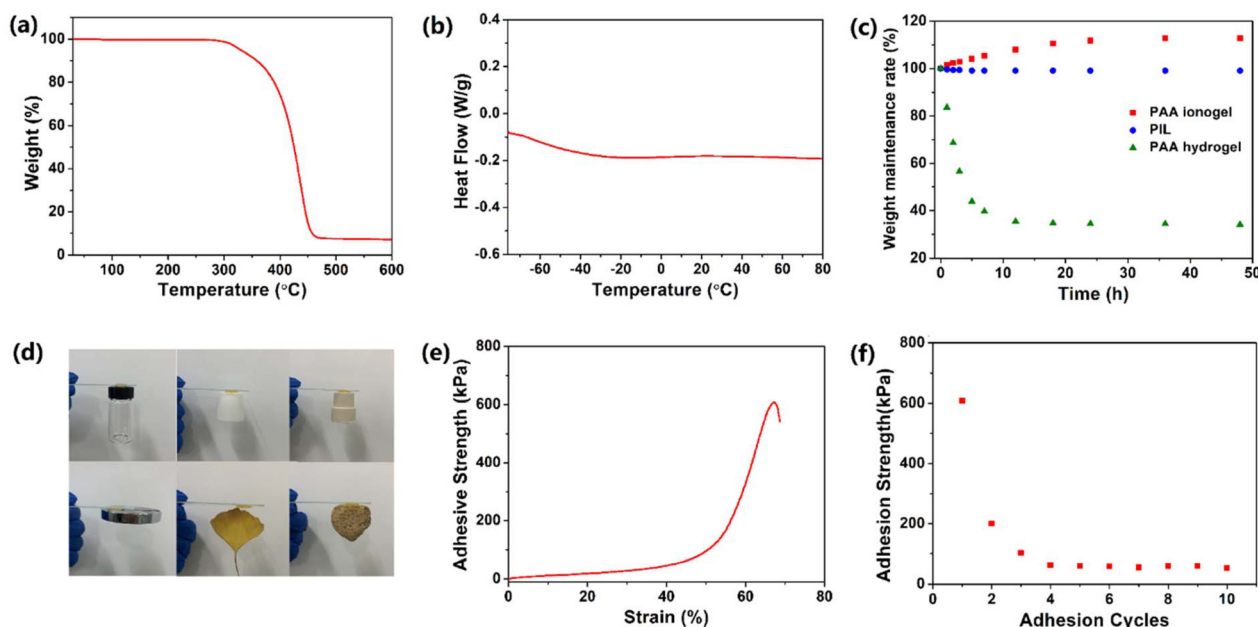 (a)
Weight (%)
100
80
60
40
20
0
100 200 300 400 500 600
Temperature (°C)
(b)
Heat Flow (W/g)
0.4
0.2
0.0
-0.2
-0.4
-0.6
-60 -40 -20 0 20 40 60 80
Temperature (°C)
(c)
Weight maintenance rate (%)
120
100
80
60
40
20
PAA ionogel
PIL
PAA hydrogel
0 10 20 30 40 50
Time (h)
(d)
(e)
Adhesive Strength (kPa)
800
600
400
200
0
0 20 40 60 80
Strain (%)
(f)
Adhesion Strength(kPa)
800
600
400
200
0
0 2 4 6 8 10
Adhesion Cycles